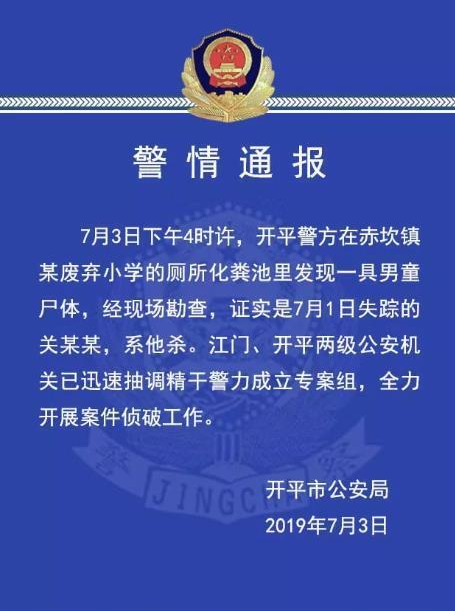 警情通报
7月3日下午4时许，开平警方在赤坎镇
某废弃小学的厕所化粪池里发现一具男童
尸体，经现场勘查，证实是7月1日失踪的
关某某，系他杀。江门、开平两级公安机
关已迅速抽调精干警力成立专案组，全力
开展案件侦破工作。
警 JINGCHA 察
开平市公安局
2019年7月3日